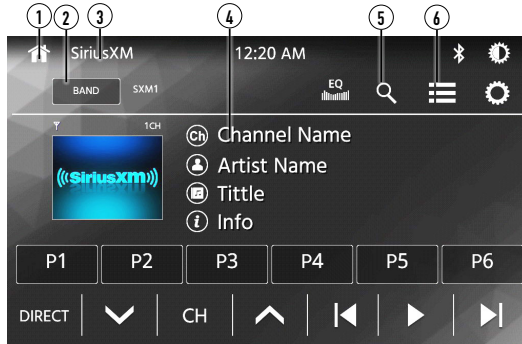 1 2 3 4 5 6
SiriusXM 12:20 AM
BAND SXM1 EQ
1CH
((SiriusXM))
Ch Channel Name
Artist Name
Tittle
i Info
P1 P2 P3 P4 P5 P6
DIRECT CH